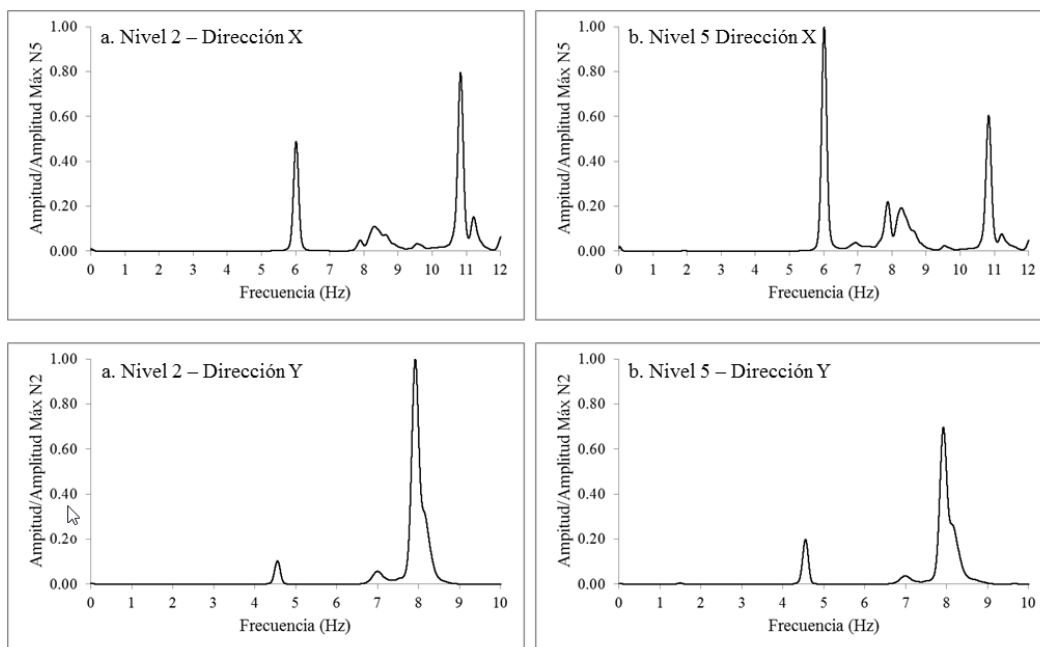 a. Nivel 2 – Dirección X
Ampitud/Amplitud Máx N5
1.00
0.80
0.60
0.40
0.20
0.00
0 1 2 3 4 5 6 7 8 9 10 11 12
Frecuencia (Hz)
b. Nivel 5 Dirección X
Ampitud/Amplitud Máx N5
1.00
0.80
0.60
0.40
0.20
0.00
0 1 2 3 4 5 6 7 8 9 10 11 12
Frecuencia (Hz)
a. Nivel 2 – Dirección Y
Ampitud/Amplitud Máx N2
1.00
0.80
0.60
0.40
0.20
0.00
0 1 2 3 4 5 6 7 8 9 10
Frecuencia (Hz)
b. Nivel 5 – Dirección Y
Ampitud/Amplitud Máx N2
1.00
0.80
0.60
0.40
0.20
0.00
0 1 2 3 4 5 6 7 8 9 10
Frecuencia (Hz)